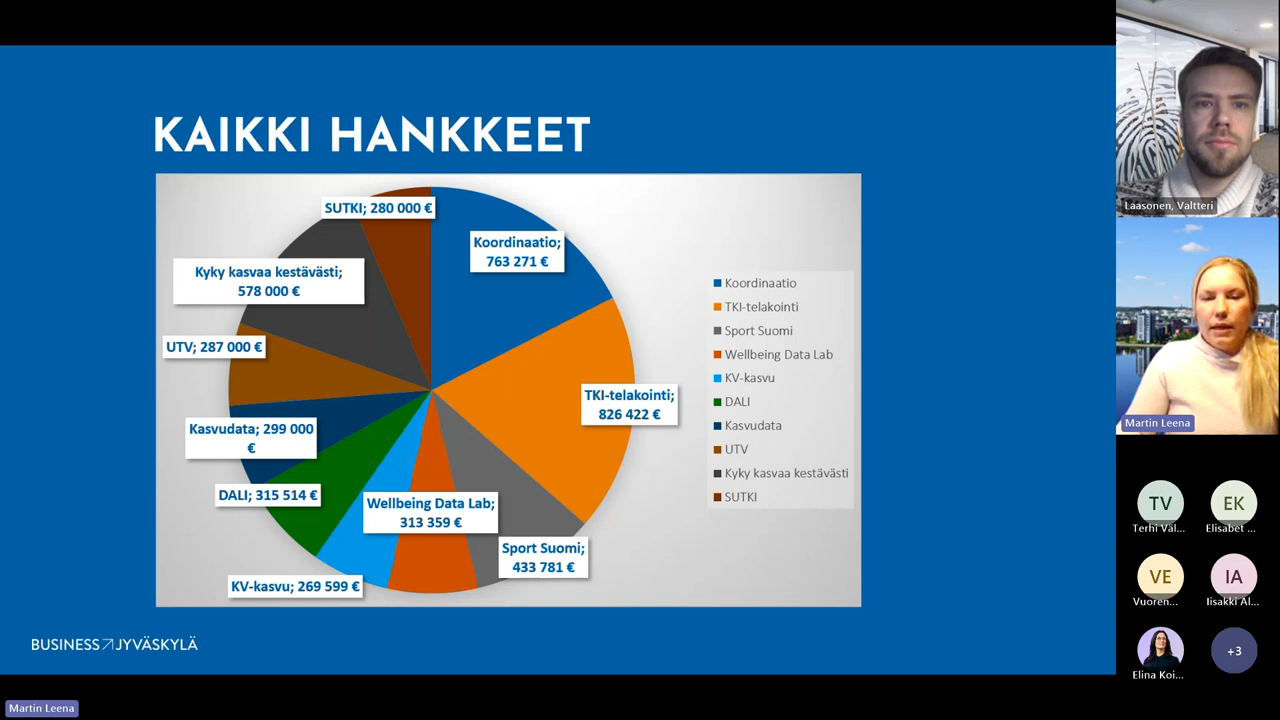 KAIKKI HANKKEET
SUTKI; 280 000 €
Koordinaatio;
763 271 €
Kyky kasvaa kestävästi;
578 000 €
UTV; 287 000 €
TKI-telakointi;
826 422 €
Kasvudata; 299 000
€
DALI; 315 514 €
Wellbeing Data Lab;
313 359 €
Sport Suomi;
433 781 €
KV-kasvu; 269 599 €
Koordinaatio
TKI-telakointi
Sport Suomi
Wellbeing Data Lab
KV-kasvu
DALI
Kasvudata
UTV
Kyky kasvaa kestävästi
SUTKI
BUSINESS JYVÄSKYLÄ
Martin Leena
Laasonen, Valtteri
Martin Leena
TV
Terhi Väl...
EK
Elisabet ...
VE
Vuoren...
IA
Iisakki Al...
Elina Koi...
+3